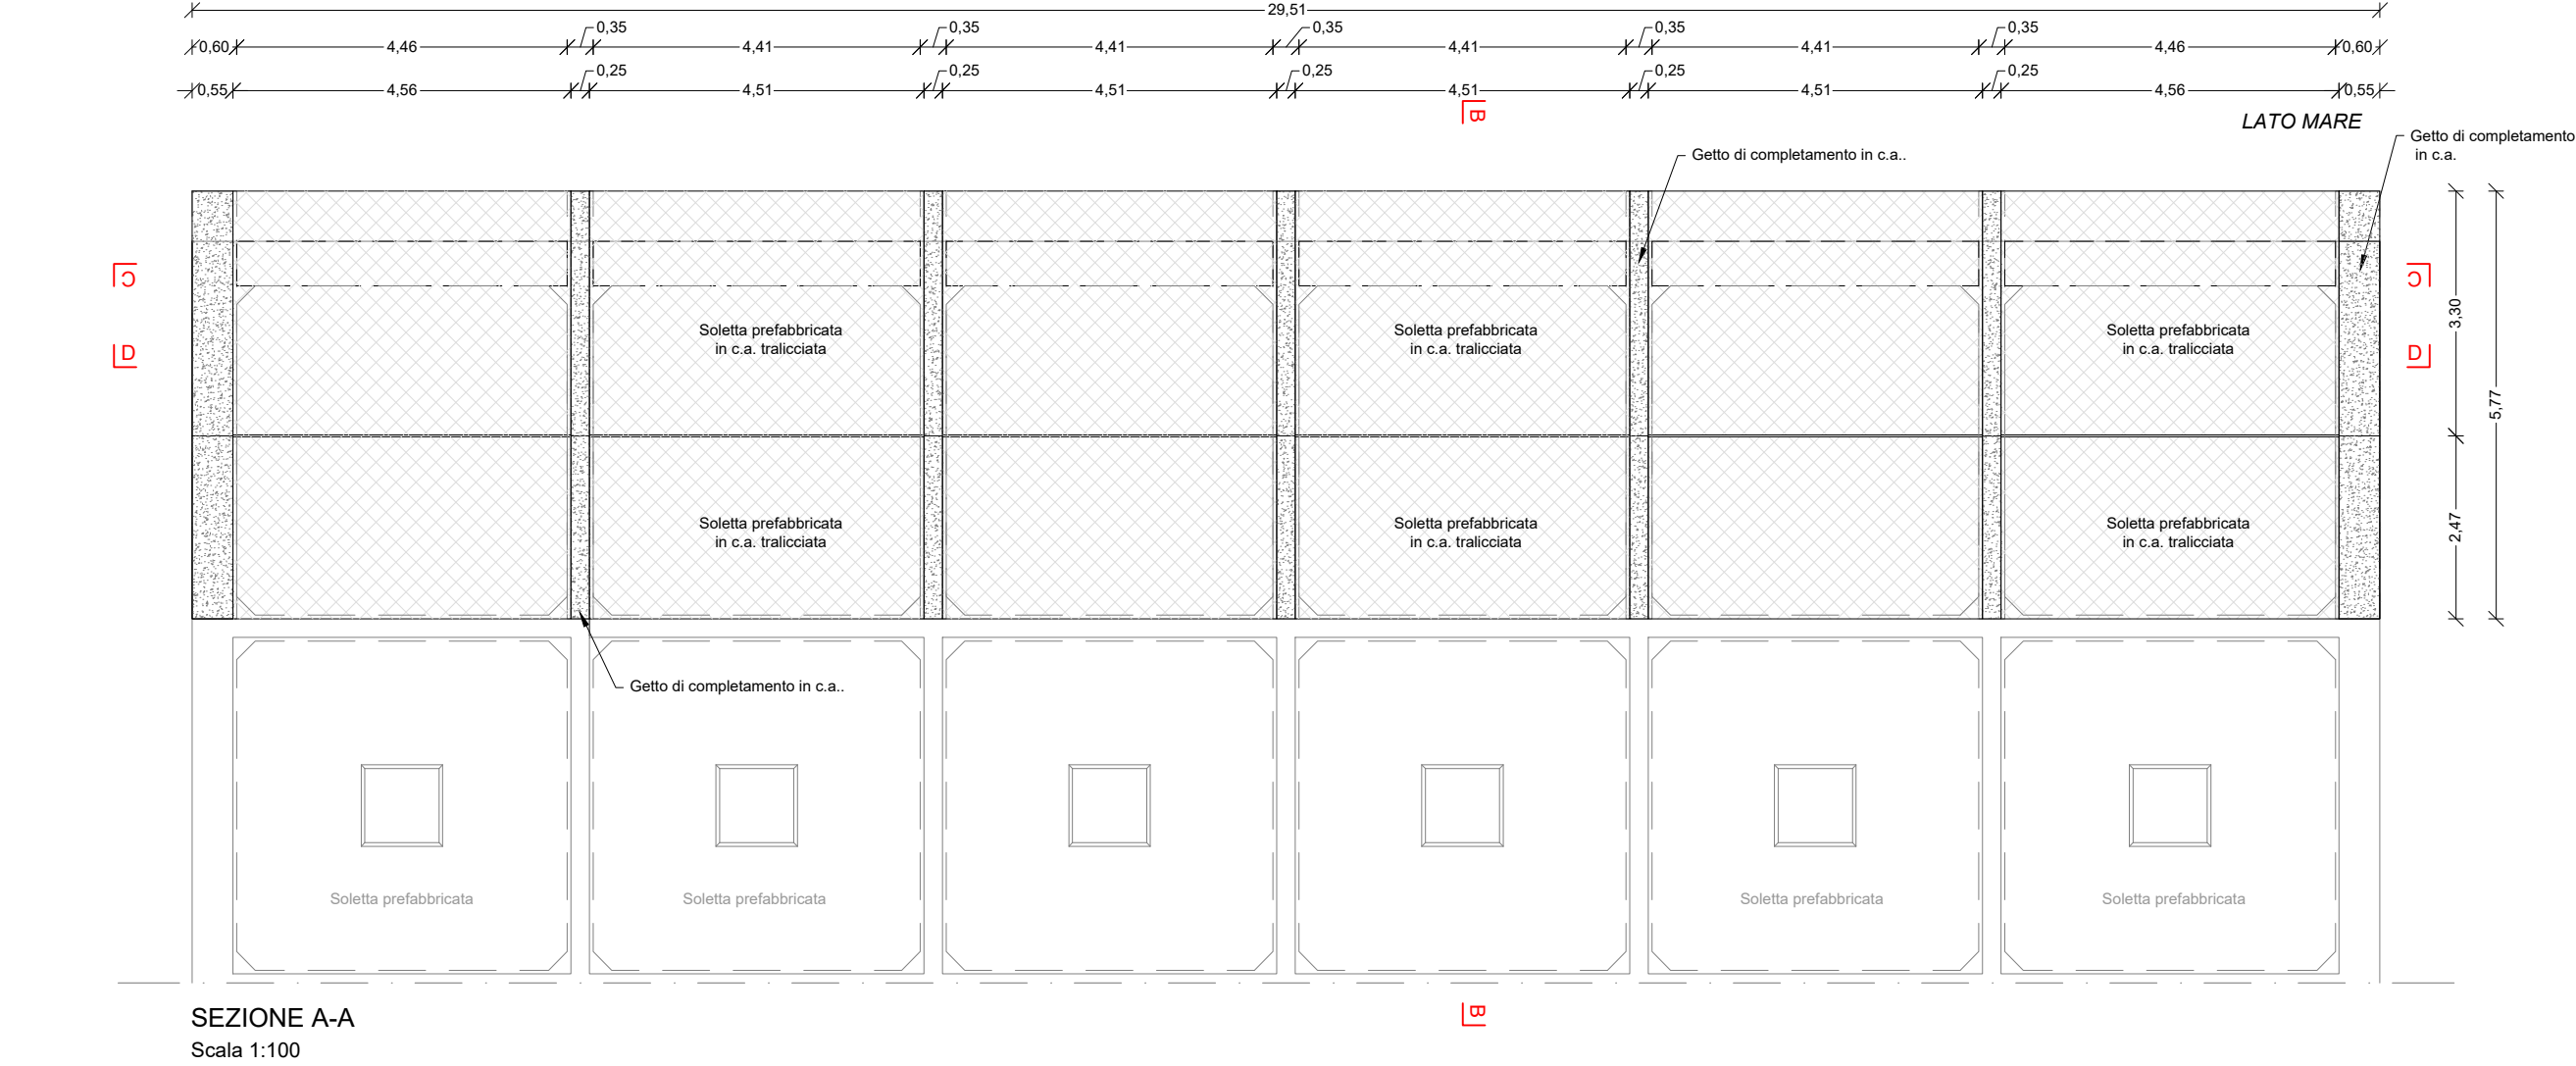 29,51
0,35 0,35 0,35 0,35 0,35
0,60 4,46 4,41 4,41 4,41 4,41 4,46 0,60
0,25 0,25 0,25 0,25 0,25
0,55 4,56 4,51 4,51 4,51 4,51 4,56 0,55
B
LATO MARE
Getto di completamento
in c.a.
Getto di completamento in c.a..
C C
3,30
5,77
Soletta prefabbricata Soletta prefabbricata Soletta prefabbricata
in c.a. tralicciata in c.a. tralicciata in c.a. tralicciata
D D
2,47
Soletta prefabbricata Soletta prefabbricata Soletta prefabbricata
in c.a. tralicciata in c.a. tralicciata in c.a. tralicciata
Getto di completamento in c.a..
Soletta prefabbricata Soletta prefabbricata Soletta prefabbricata Soletta prefabbricata
B
SEZIONE A-A
Scala 1:100